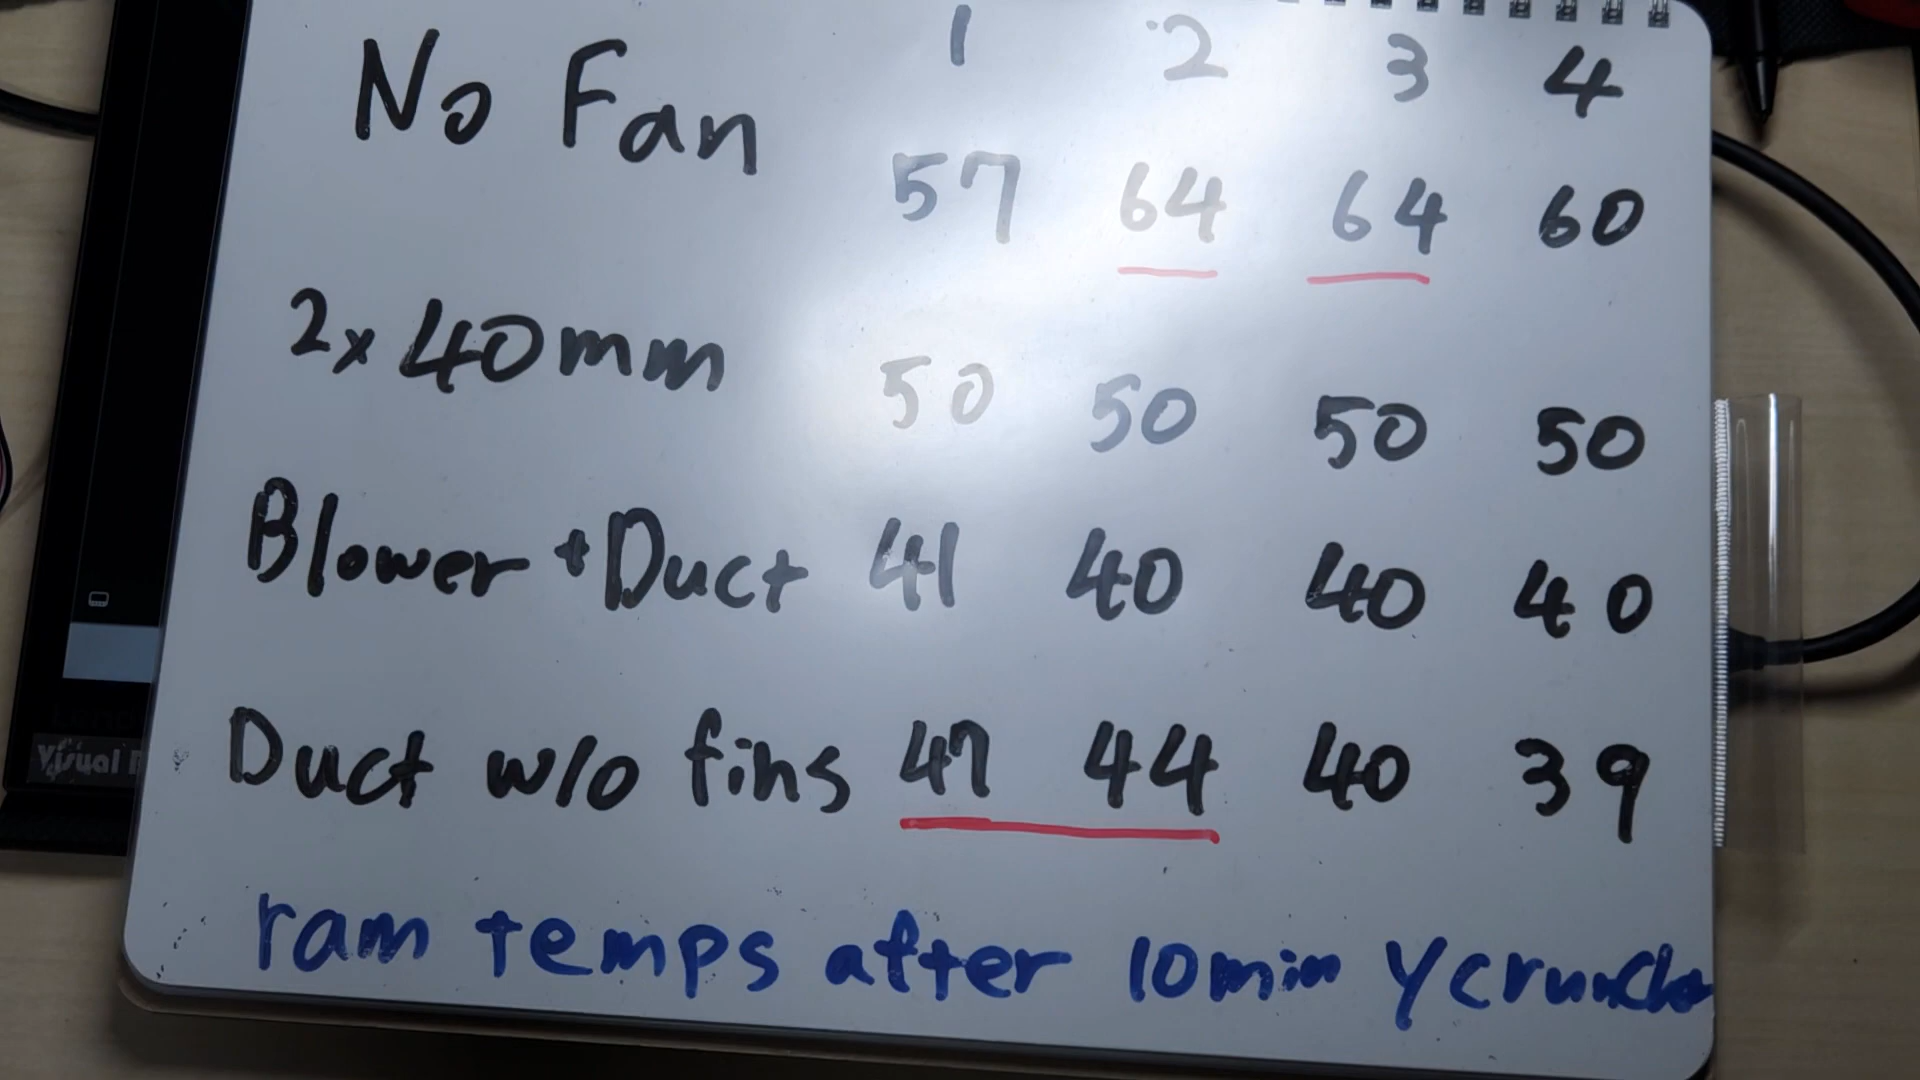 1 2 3 4
No Fan 57 64 64 60
2x 40mm 50 50 50 50
Blower + Duct 41 40 40 40
Duct w/o fins 47 44 40 39
ram temps after 10min Ycruncher
Visual